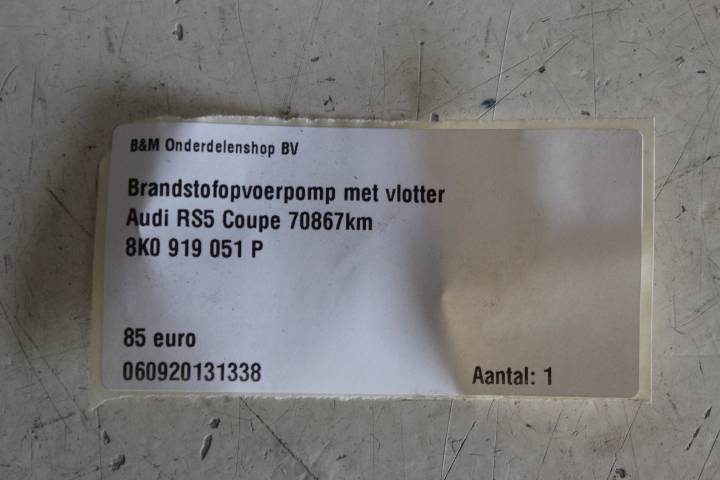 B&M Onderdelenshop BV
Brandstofopvoerpomp met vlotter
Audi RS5 Coupe 70867km
8K0 919 051 P
85 euro
060920131338 Aantal: 1